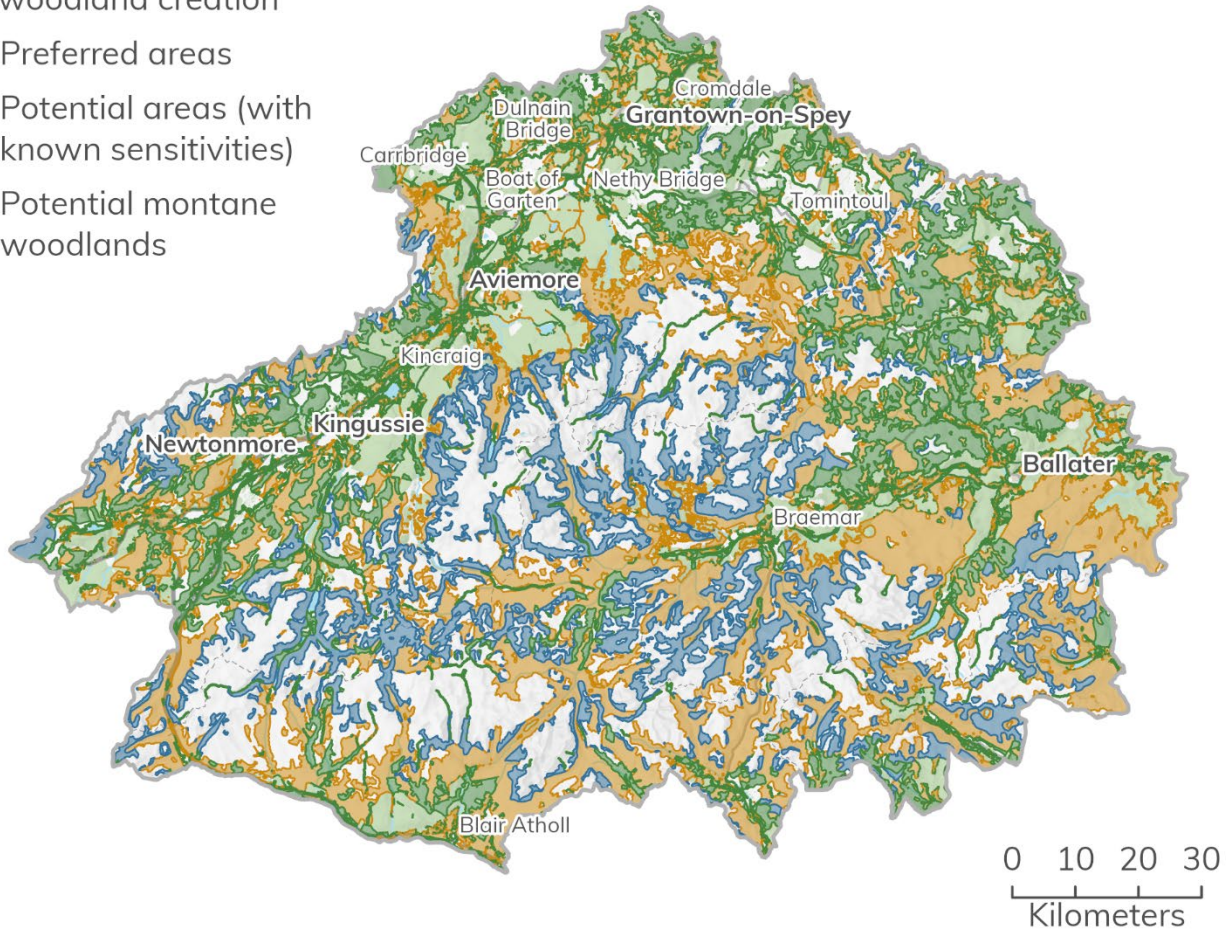 woodland creation
Preferred areas
Potential areas (with
known sensitivities)
Potential montane
woodlands
Cromdale
Dulnain
Bridge
Grantown-on-Spey
Carrbridge
Boat of
Garten
Nethy Bridge
Tomintoul
Aviemore
Kincraig
Kingussie
Newtonmore
Ballater
Braemar
Blair Atholl
0 10 20 30
Kilometers